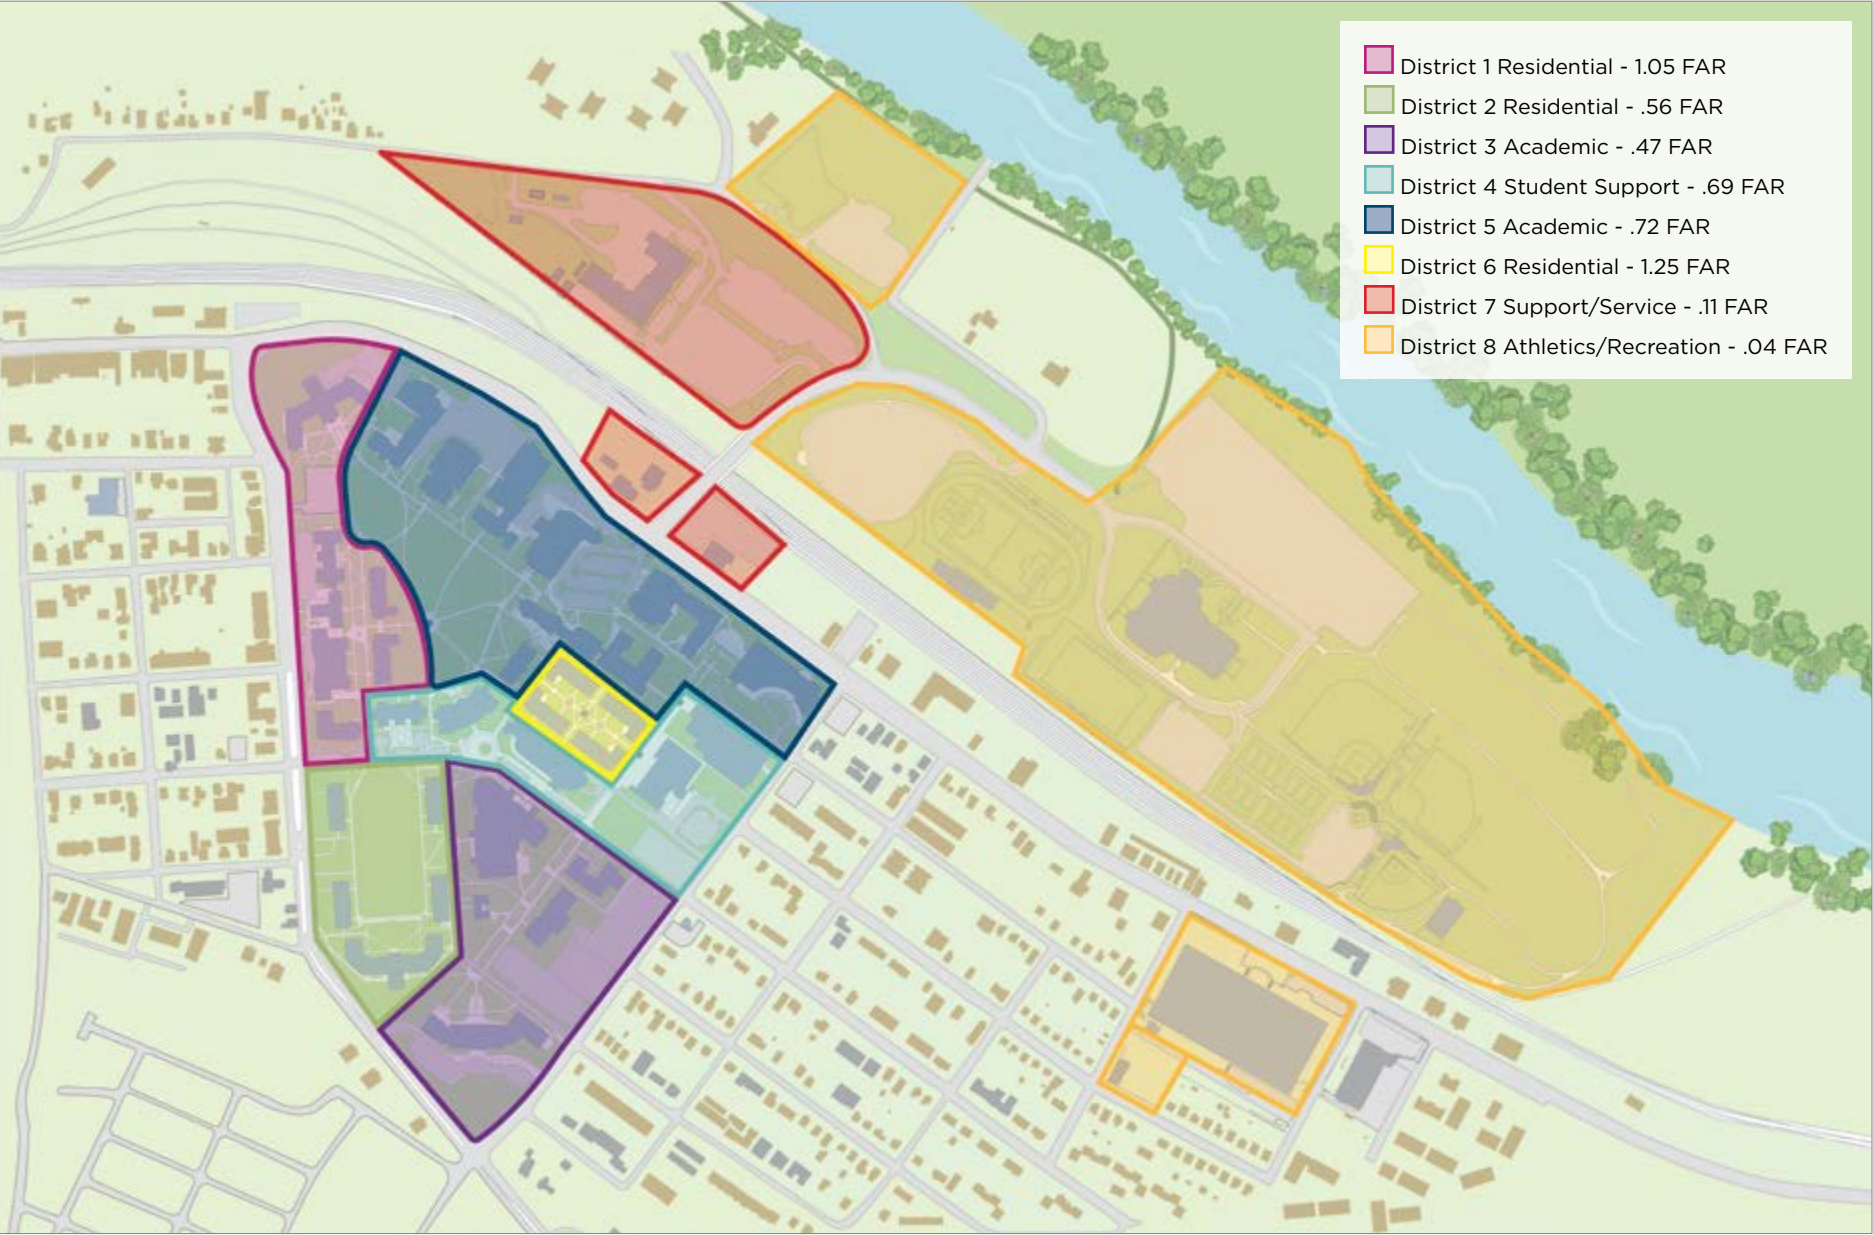 District 1 Residential - 1.05 FAR
District 2 Residential - .56 FAR
District 3 Academic - .47 FAR
District 4 Student Support - .69 FAR
District 5 Academic - .72 FAR
District 6 Residential - 1.25 FAR
District 7 Support/Service - .11 FAR
District 8 Athletics/Recreation - .04 FAR